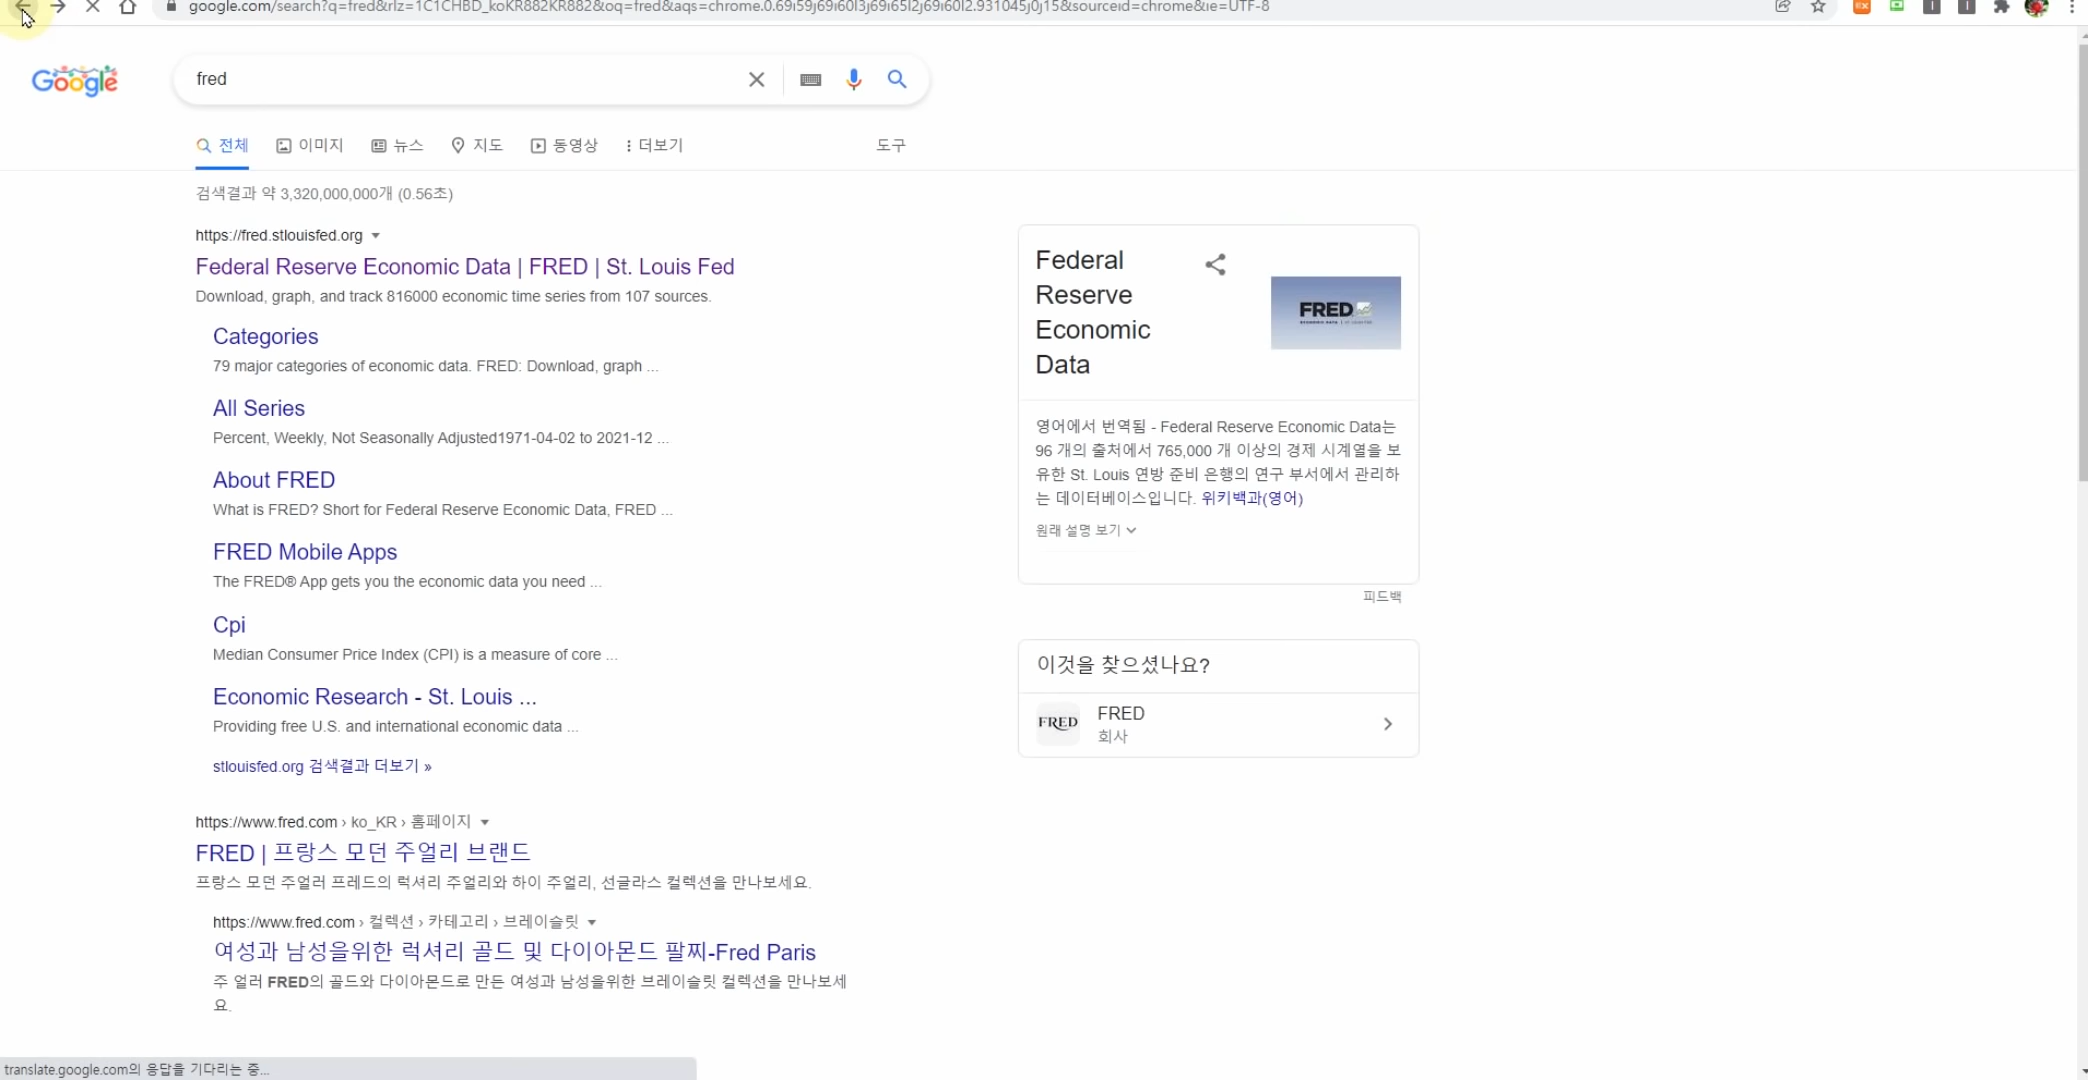 google.com/search?q=fred&rlz=1C1CHBD_koKR882KR882&oq=fred&aqs=chrome.0.69i59j69i60l3j69i65l2j69i60l2.931045j0j15&sourceid=chrome&ie=UTF-8
Google
fred
전체 이미지 뉴스 지도 동영상 더보기 도구
검색결과 약 3,320,000,000개 (0.56초)
https://fred.stlouisfed.org
Federal Reserve Economic Data | FRED | St. Louis Fed
Download, graph, and track 816000 economic time series from 107 sources.
Categories
79 major categories of economic data. FRED: Download, graph ...
All Series
Percent, Weekly, Not Seasonally Adjusted1971-04-02 to 2021-12 ...
About FRED
What is FRED? Short for Federal Reserve Economic Data, FRED ...
FRED Mobile Apps
The FRED® App gets you the economic data you need ...
Cpi
Median Consumer Price Index (CPI) is a measure of core ...
Economic Research - St. Louis ...
Providing free U.S. and international economic data ...
stlouisfed.org 검색결과 더보기 »
https://www.fred.com › ko_KR › 홈페이지
FRED | 프랑스 모던 주얼리 브랜드
프랑스 모던 주얼러 프레드의 럭셔리 주얼리와 하이 주얼리, 선글라스 컬렉션을 만나보세요.
https://www.fred.com › 컬렉션 › 카테고리 › 브레이슬릿
여성과 남성을위한 럭셔리 골드 및 다이아몬드 팔찌-Fred Paris
주 얼러 FRED의 골드와 다이아몬드로 만든 여성과 남성을위한 브레이슬릿 컬렉션을 만나보세
요.
Federal
Reserve
Economic
Data
FRED
영어에서 번역됨 - Federal Reserve Economic Data는
96 개의 출처에서 765,000 개 이상의 경제 시계열을 보
유한 St. Louis 연방 준비 은행의 연구 부서에서 관리하
는 데이터베이스입니다. 위키백과(영어)
원래 설명 보기
피드백
이것을 찾으셨나요?
FRED
FRED
회사
translate.google.com의 응답을 기다리는 중...